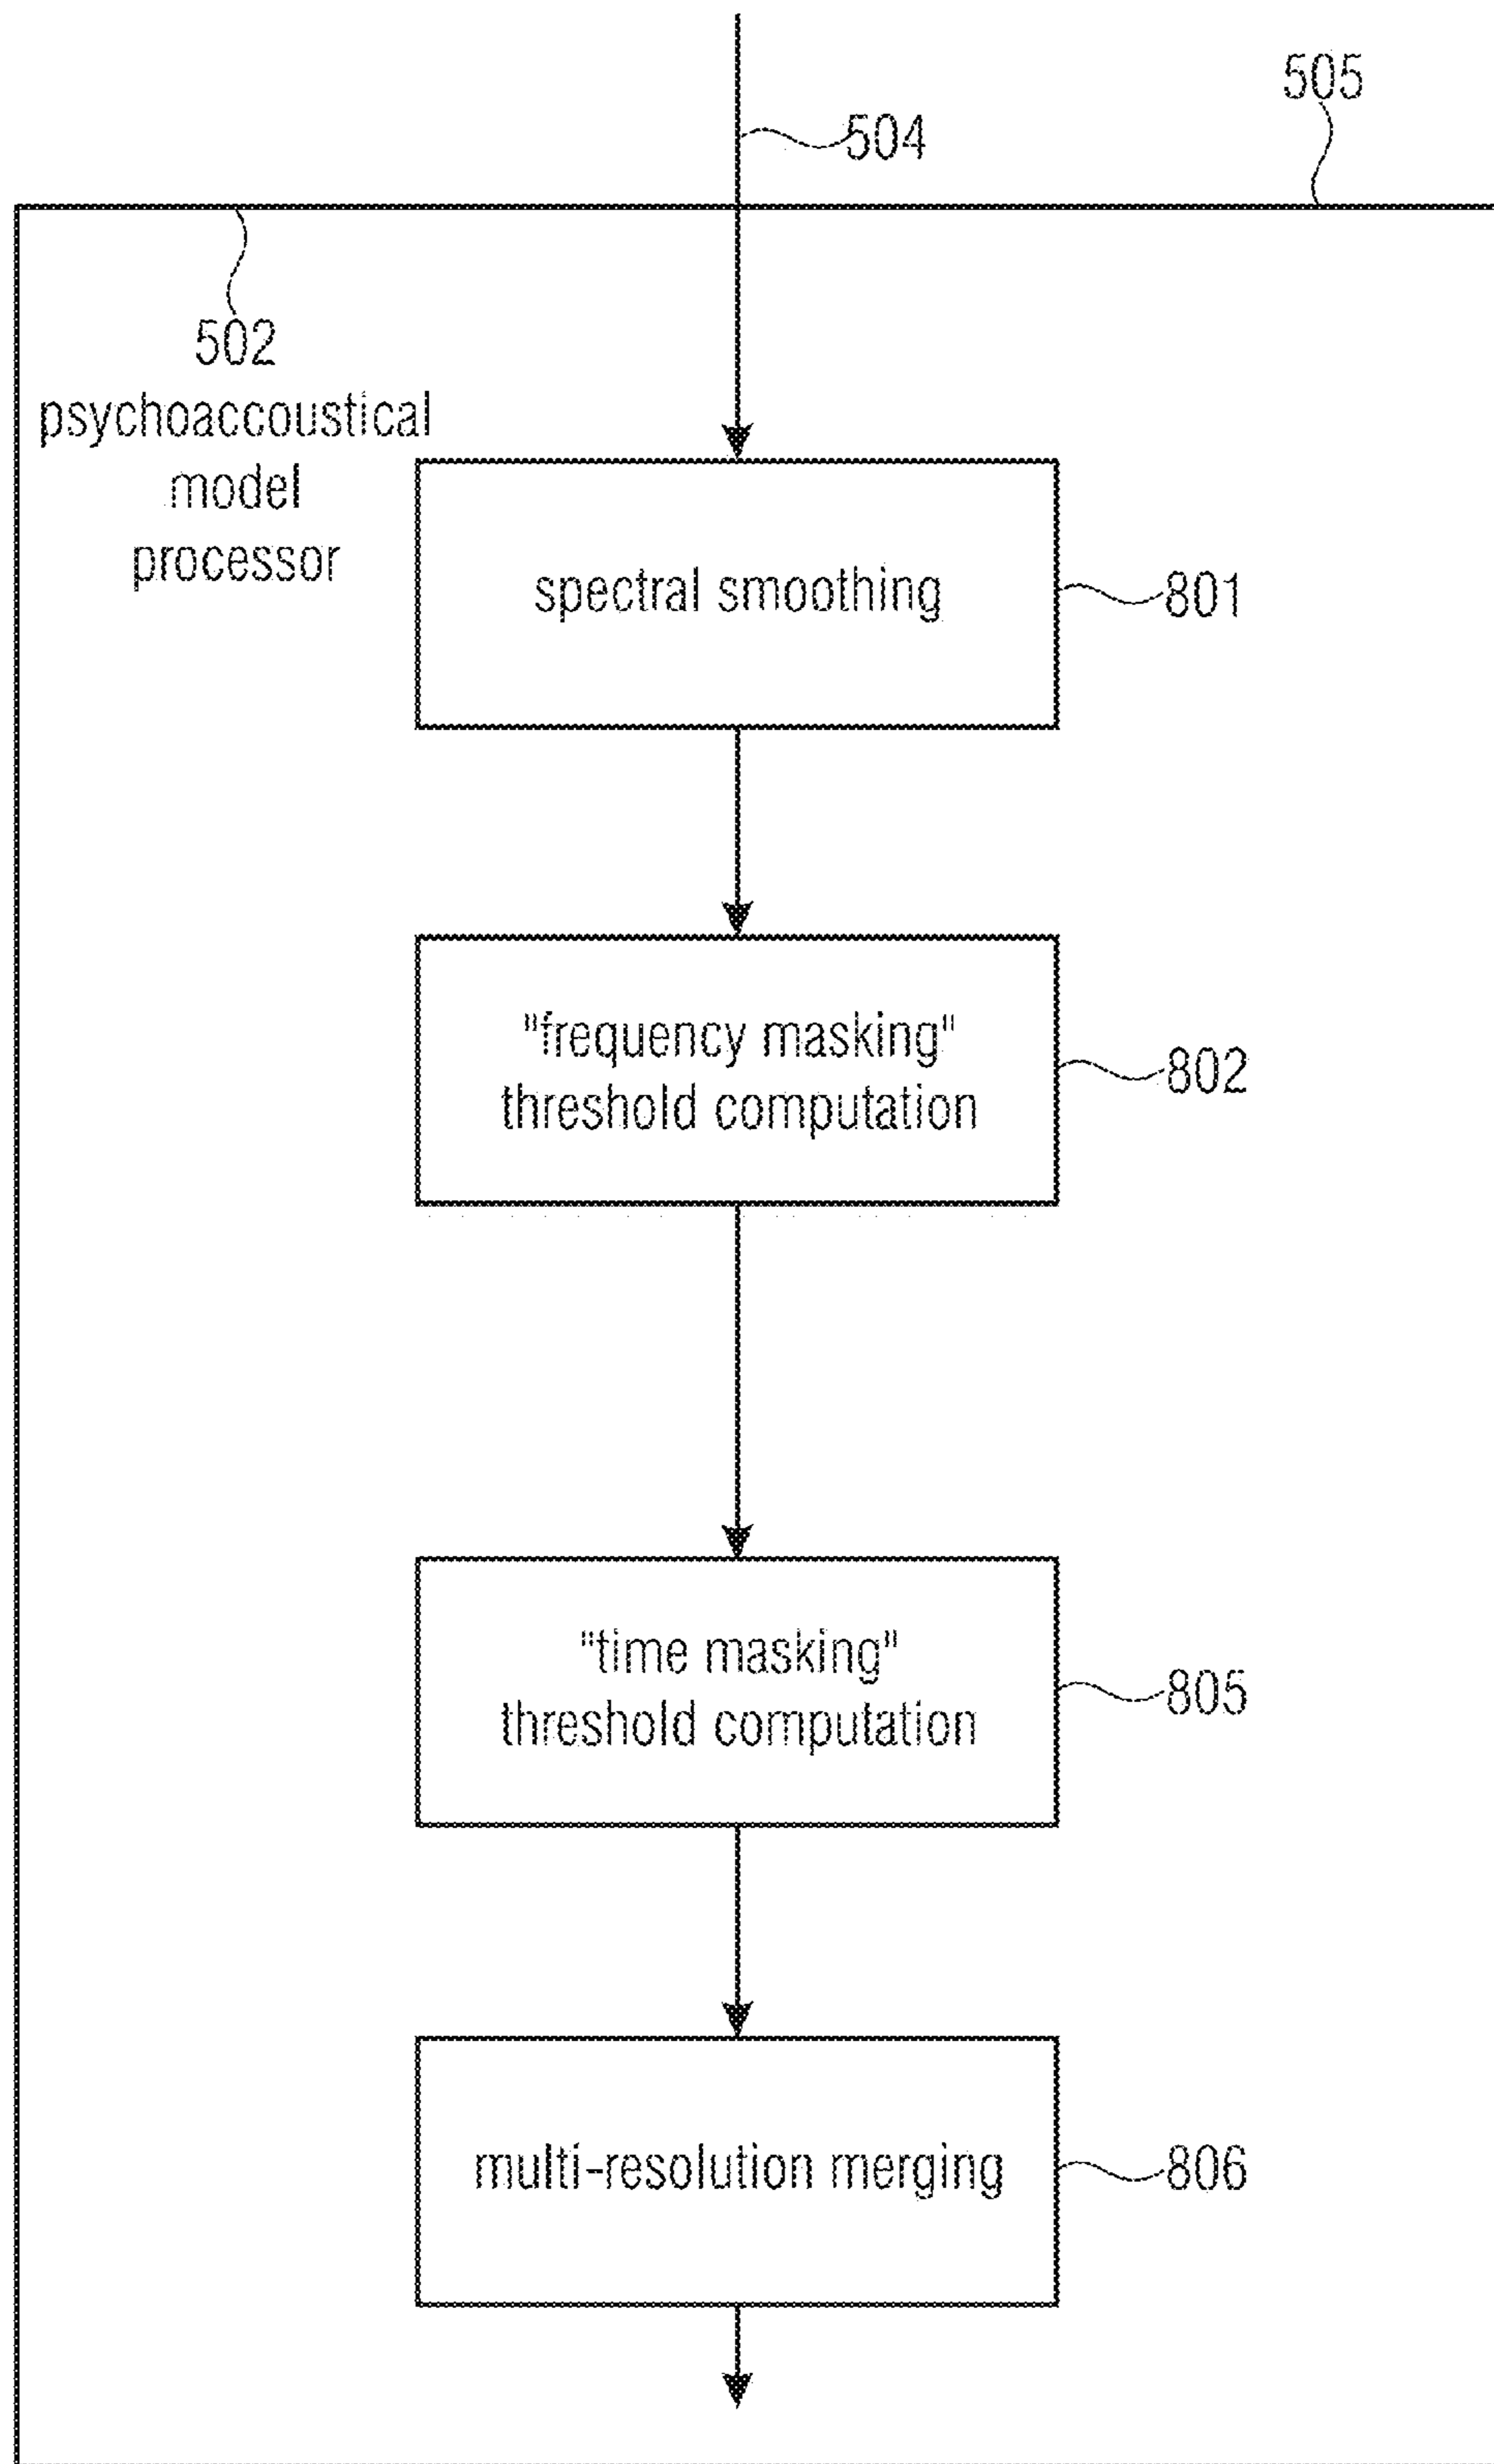 505
504
502
psychoaccoustical
model
processor
spectral smoothing
801
"frequency masking"
threshold computation
802
"time masking"
threshold computation
805
multi-resolution merging
806